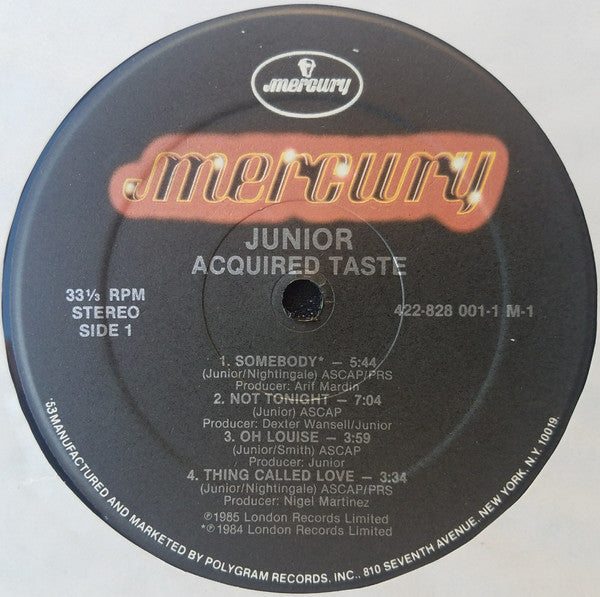 mercury
mercury
JUNIOR
ACQUIRED TASTE
33⅓ RPM
STEREO
SIDE 1
422-828 001-1 M-1
1. SOMEBODY* — 5:44
(Junior/Nightingale) ASCAP/PRS
Producer: Arif Mardin
2. NOT TONIGHT — 7:04
(Junior) ASCAP
Producer: Dexter Wansell/Junior
3. OH LOUISE — 3:59
(Junior/Smith) ASCAP
Producer: Junior
4. THING CALLED LOVE — 3:34
(Junior/Nightingale) ASCAP/PRS
Producer: Nigel Martinez
℗1985 London Records Limited
*℗1984 London Records Limited
'53MANUFACTURED AND MARKETED BY POLYGRAM RECORDS, INC., 810 SEVENTH AVENUE, NEW YORK, N.Y. 10019.